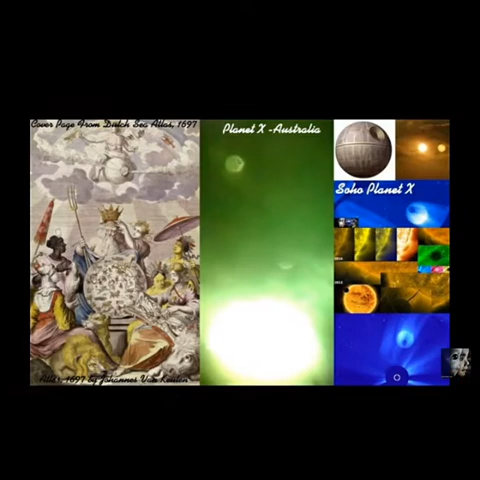 Cover Page From Dutch Sea Atlas, 1697
Planet X -Australia
Soho Planet X
Atlas, 1697 by Johannes Van Keulen